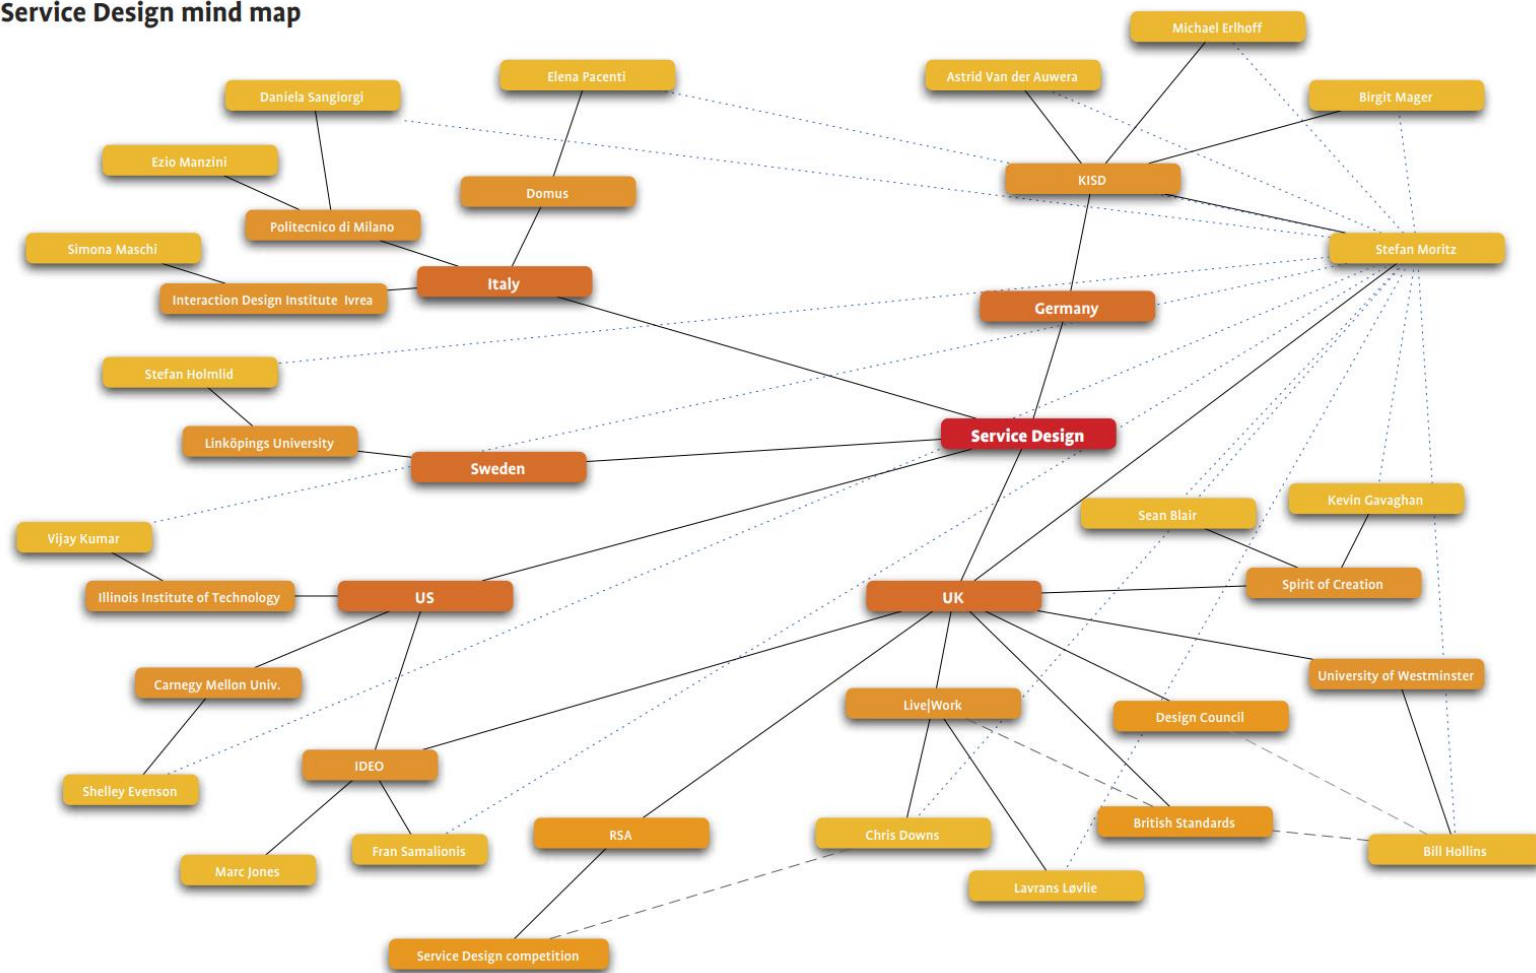 Service Design mind map
Michael Erlhoff
Elena Pacenti
Astrid Van der Auwera
Daniela Sangiorgi
Birgit Mager
Ezio Manzini
KISD
Domus
Politecnico di Milano
Simona Maschi
Stefan Moritz
Italy
Interaction Design Institute Ivrea
Germany
Stefan Holmlid
Service Design
Linköpings University
Sweden
Kevin Gavaghan
Sean Blair
Vijay Kumar
Spirit of Creation
Illinois Institute of Technology
US
UK
University of Westminster
Carnegy Mellon Univ.
Live|Work
Design Council
IDEO
Shelley Evenson
British Standards
RSA
Chris Downs
Fran Samalionis
Bill Hollins
Marc Jones
Lavrans Løvlie
Service Design competition